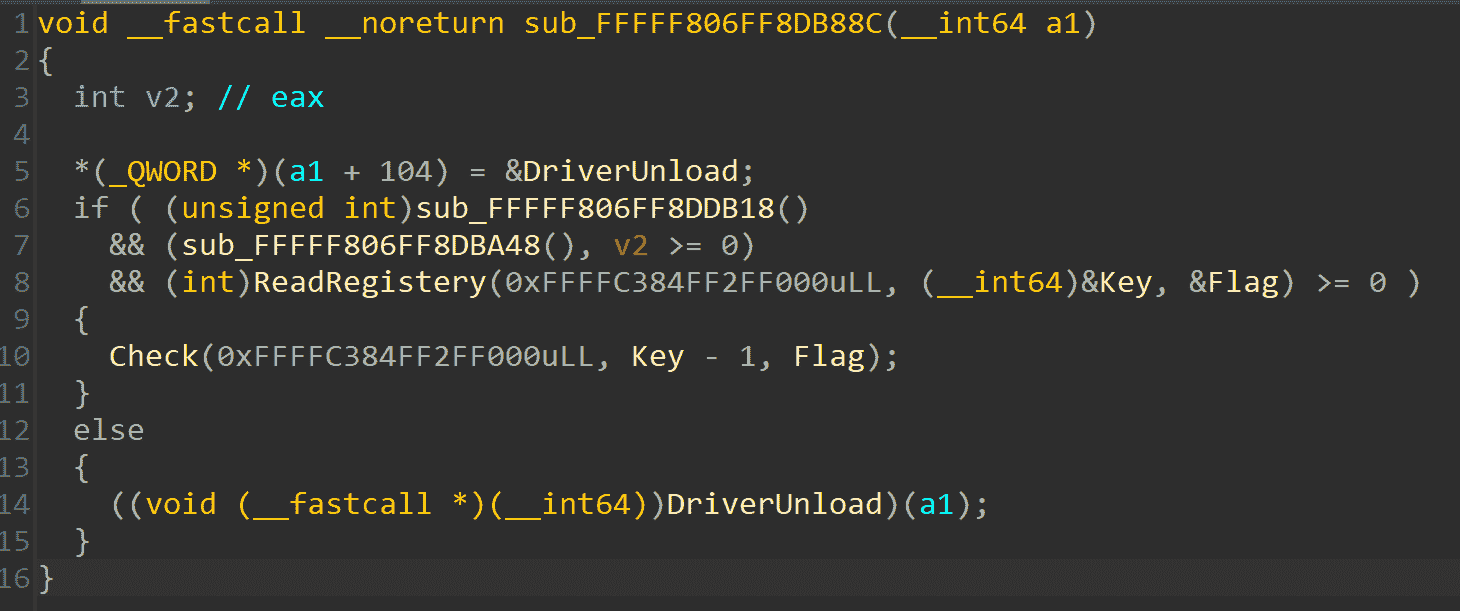 1 void __fastcall __noreturn sub_FFFFF806FF8DB88C(__int64 a1)
2 {
3   int v2; // eax
4
5   *(_QWORD *)(a1 + 104) = &DriverUnload;
6   if ( (unsigned int)sub_FFFFF806FF8DDB18()
7     && (sub_FFFFF806FF8DBA48(), v2 >= 0)
8     && (int)ReadRegistery(0xFFFFC384FF2FF000uLL, (__int64)&Key, &Flag) >= 0 )
9   {
10     Check(0xFFFFC384FF2FF000uLL, Key - 1, Flag);
11   }
12   else
13   {
14     ((void (__fastcall *)(__int64))DriverUnload)(a1);
15   }
16 }